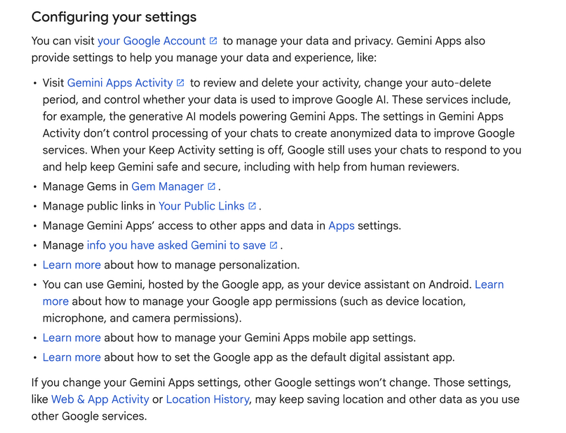 Configuring your settings
You can visit your Google Account to manage your data and privacy. Gemini Apps also
provide settings to help you manage your data and experience, like:
• Visit Gemini Apps Activity to review and delete your activity, change your auto-delete
period, and control whether your data is used to improve Google AI. These services include,
for example, the generative AI models powering Gemini Apps. The settings in Gemini Apps
Activity don’t control processing of your chats to create anonymized data to improve Google
services. When your Keep Activity setting is off, Google still uses your chats to respond to you
and help keep Gemini safe and secure, including with help from human reviewers.
• Manage Gems in Gem Manager .
• Manage public links in Your Public Links .
• Manage Gemini Apps’ access to other apps and data in Apps settings.
• Manage info you have asked Gemini to save .
• Learn more about how to manage personalization.
• You can use Gemini, hosted by the Google app, as your device assistant on Android. Learn
more about how to manage your Google app permissions (such as device location,
microphone, and camera permissions).
• Learn more about how to manage your Gemini Apps mobile app settings.
• Learn more about how to set the Google app as the default digital assistant app.
If you change your Gemini Apps settings, other Google settings won’t change. Those settings,
like Web & App Activity or Location History, may keep saving location and other data as you use
other Google services.